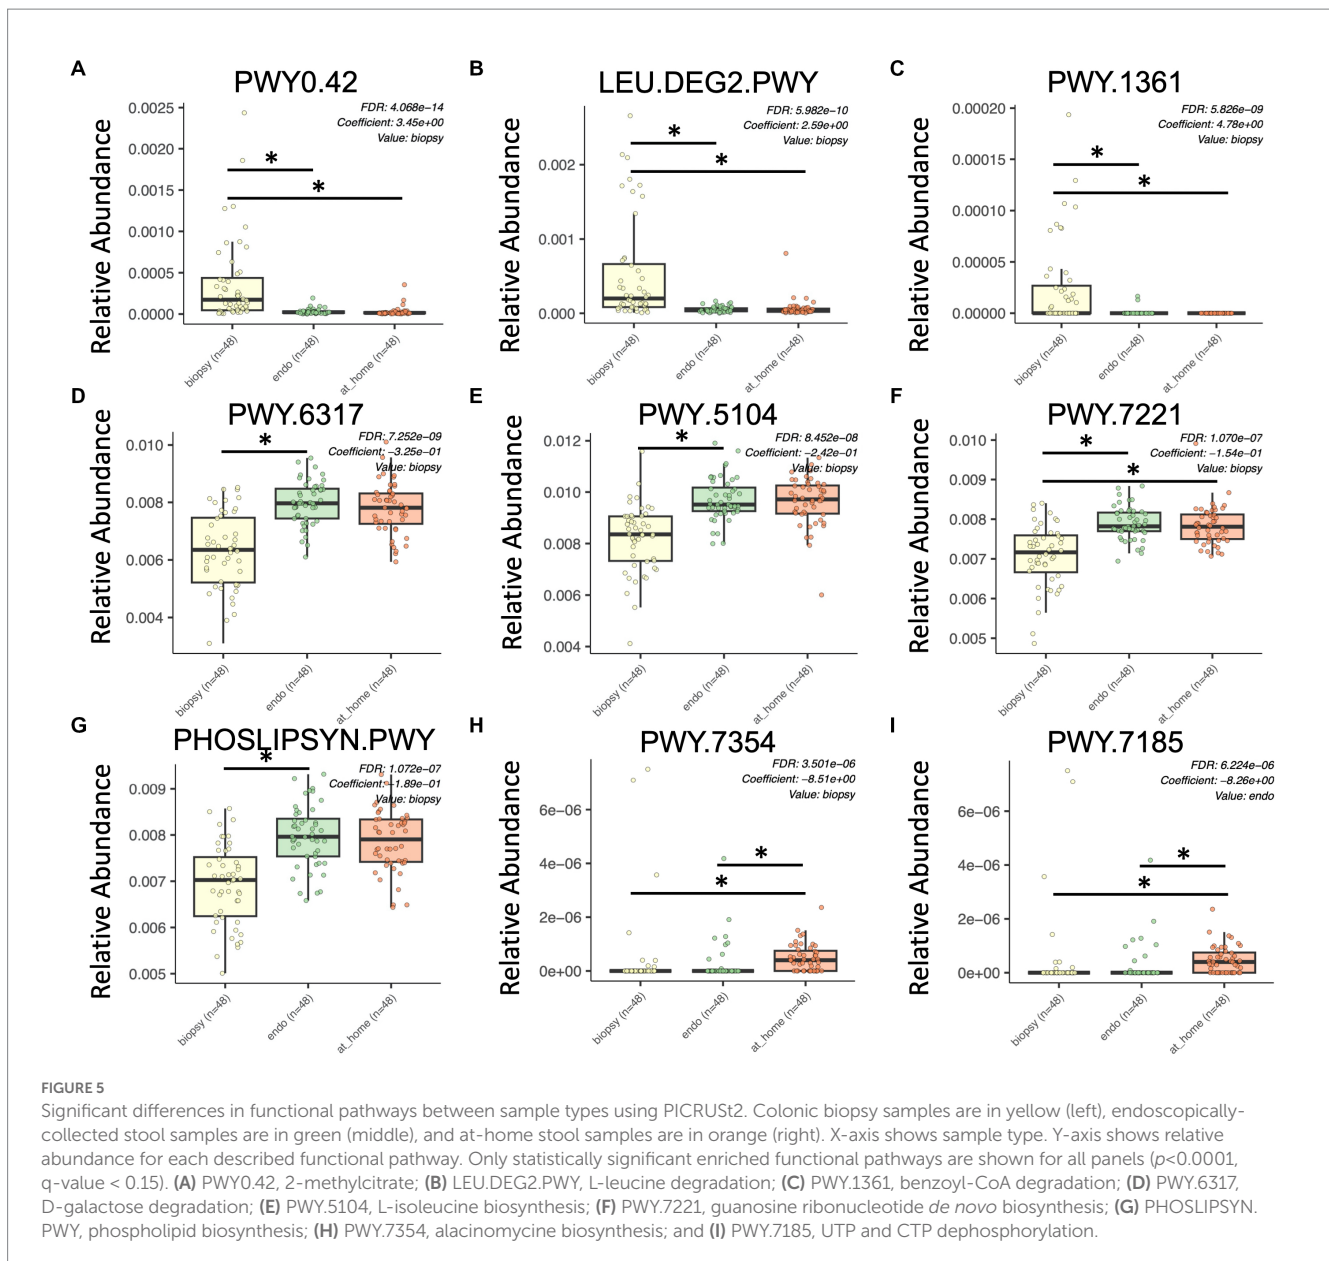 A
PWY0.42
FDR: 4.068e−14
Coefficient: 3.45e+00
Value: biopsy
Relative Abundance
0.0025
0.0020
0.0015
0.0010
0.0005
0.0000
*
*
biopsy (n=48)
endo (n=48)
at_home (n=48)
B
LEU.DEG2.PWY
FDR: 5.982e−10
Coefficient: 2.59e+00
Value: biopsy
Relative Abundance
0.002
0.001
0.000
*
*
biopsy (n=48)
endo (n=48)
at_home (n=48)
C
PWY.1361
FDR: 5.826e−09
Coefficient: 4.78e+00
Value: biopsy
Relative Abundance
0.00020
0.00015
0.00010
0.00005
0.00000
*
*
biopsy (n=48)
endo (n=48)
at_home (n=48)
D
PWY.6317
FDR: 7.252e−09
Coefficient: −3.25e−01
Value: biopsy
Relative Abundance
0.010
0.008
0.006
0.004
*
biopsy (n=48)
endo (n=48)
at_home (n=48)
E
PWY.5104
FDR: 8.452e−08
Coefficient: −2.42e−01
Value: biopsy
Relative Abundance
0.012
0.010
0.008
0.006
0.004
*
biopsy (n=48)
endo (n=48)
at_home (n=48)
F
PWY.7221
FDR: 1.070e−07
Coefficient: −1.54e−01
Value: biopsy
Relative Abundance
0.010
0.009
0.008
0.007
0.006
0.005
*
*
biopsy (n=48)
endo (n=48)
at_home (n=48)
G
PHOSLIPSYN.PWY
FDR: 1.072e−07
Coefficient: −1.89e−01
Value: biopsy
Relative Abundance
0.009
0.008
0.007
0.006
0.005
*
biopsy (n=48)
endo (n=48)
at_home (n=48)
H
PWY.7354
FDR: 3.501e−06
Coefficient: −8.51e+00
Value: biopsy
Relative Abundance
6e−06
4e−06
2e−06
0e+00
*
*
biopsy (n=48)
endo (n=48)
at_home (n=48)
I
PWY.7185
FDR: 6.224e−06
Coefficient: −8.26e+00
Value: endo
Relative Abundance
6e−06
4e−06
2e−06
0e+00
*
*
biopsy (n=48)
endo (n=48)
at_home (n=48)
FIGURE 5
Significant differences in functional pathways between sample types using PICRUSt2. Colonic biopsy samples are in yellow (left), endoscopically-
collected stool samples are in green (middle), and at-home stool samples are in orange (right). X-axis shows sample type. Y-axis shows relative
abundance for each described functional pathway. Only statistically significant enriched functional pathways are shown for all panels (p<0.0001,
q-value < 0.15). (A) PWY0.42, 2-methylcitrate; (B) LEU.DEG2.PWY, L-leucine degradation; (C) PWY.1361, benzoyl-CoA degradation; (D) PWY.6317,
D-galactose degradation; (E) PWY.5104, L-isoleucine biosynthesis; (F) PWY.7221, guanosine ribonucleotide de novo biosynthesis; (G) PHOSLIPSYN.
PWY, phospholipid biosynthesis; (H) PWY.7354, alacinomycine biosynthesis; and (I) PWY.7185, UTP and CTP dephosphorylation.